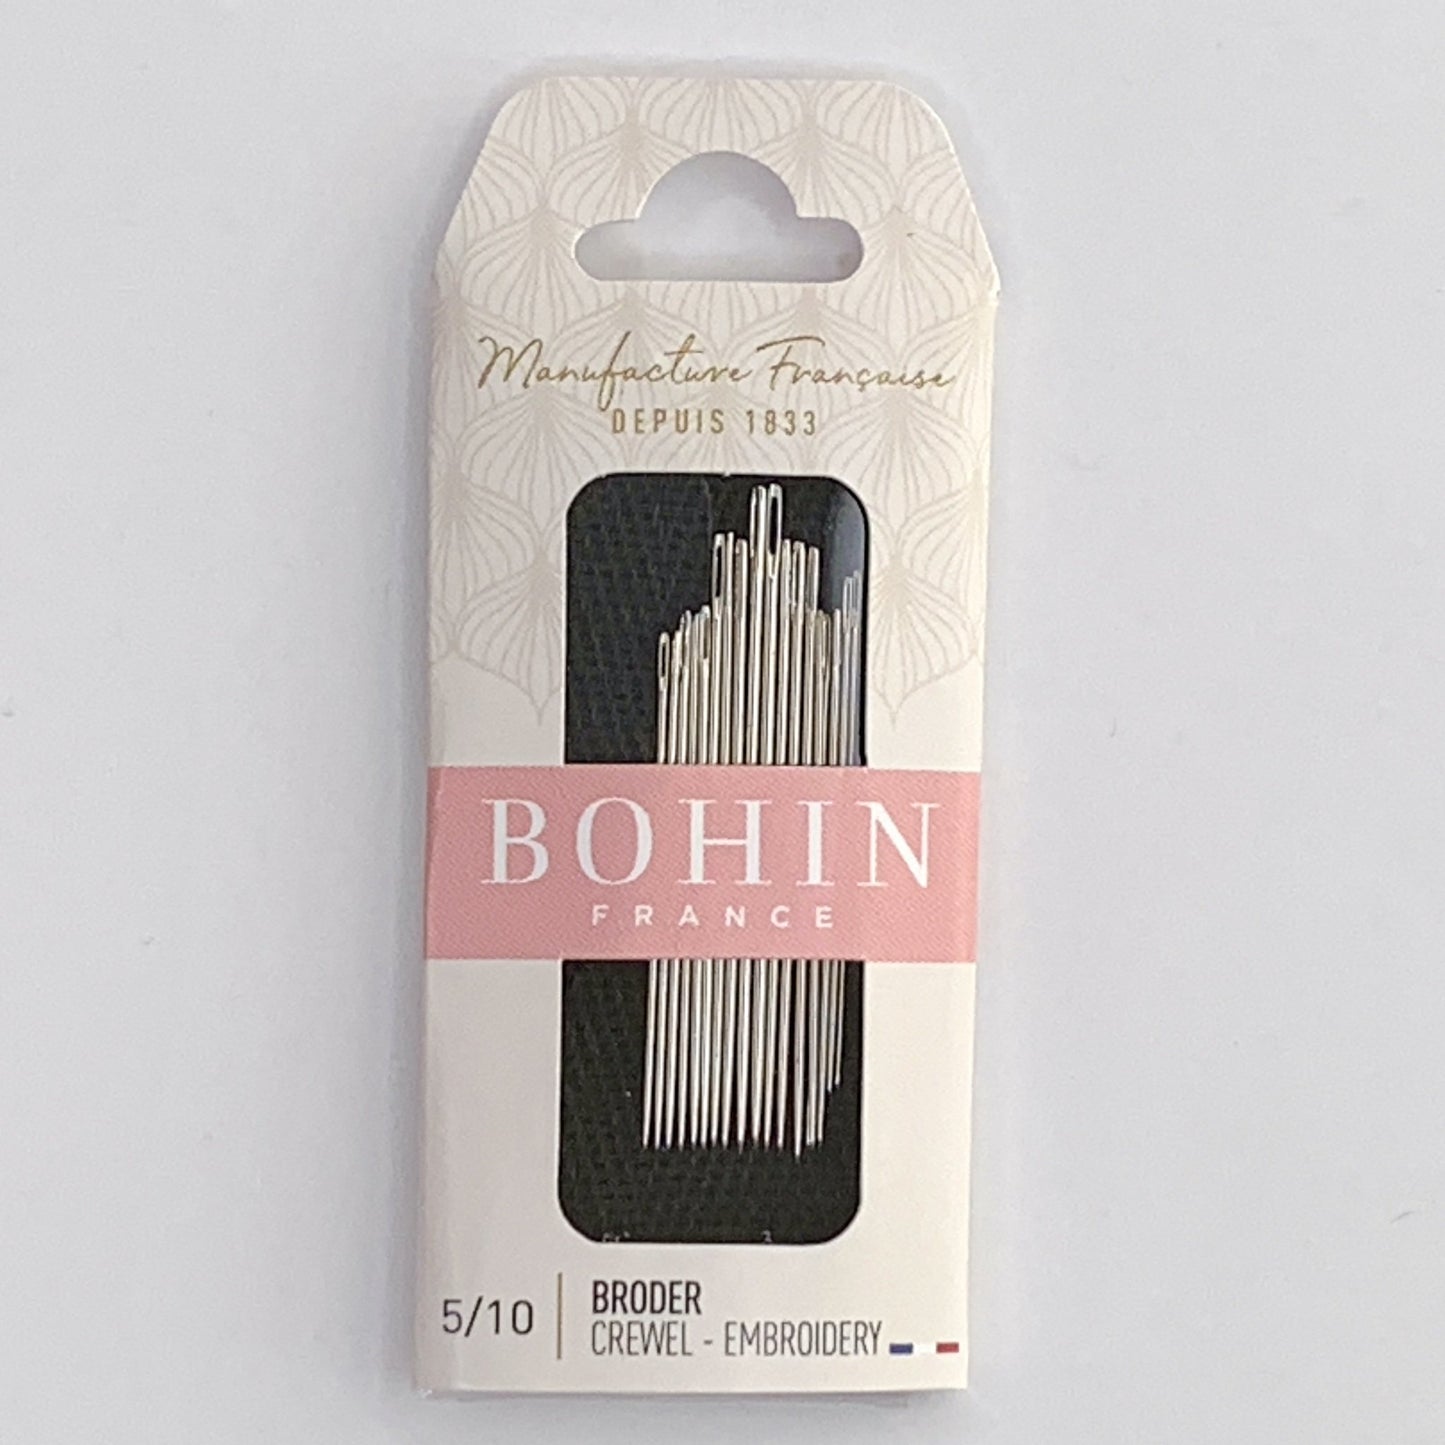 Manufacture Française
DEPUIS 1833
BOHIN
FRANCE
5/10
BRODER
CREWEL - EMBROIDERY